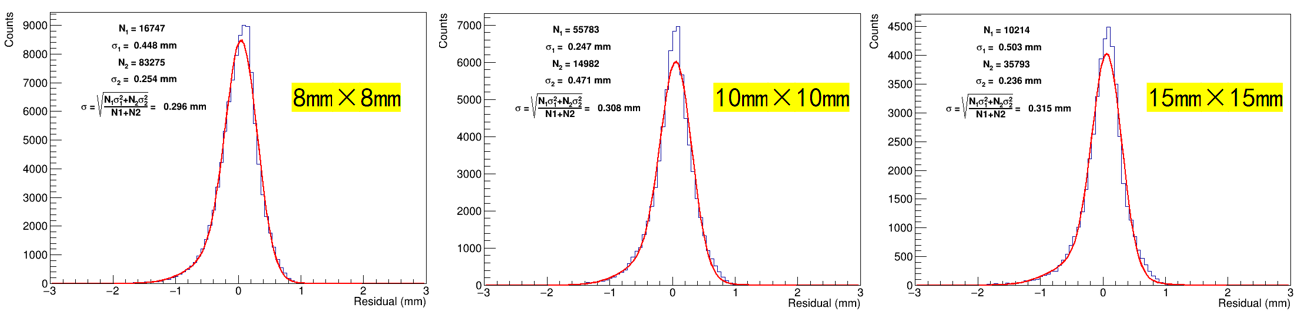 Counts
9000
8000
7000
6000
5000
4000
3000
2000
1000
0
N₁ = 16747
σ₁ = 0.448 mm
N₂ = 83275
σ₂ = 0.254 mm
σ = √(N₁σ₁²+N₂σ₂² / N1+N2) = 0.296 mm
8mm×8mm
−3 −2 −1 0 1 2 3
Residual (mm)
Counts
7000
6000
5000
4000
3000
2000
1000
0
N₁ = 55783
σ₁ = 0.247 mm
N₂ = 14982
σ₂ = 0.471 mm
σ = √(N₁σ₁²+N₂σ₂² / N1+N2) = 0.308 mm
10mm×10mm
−3 −2 −1 0 1 2 3
Residual (mm)
Counts
4500
4000
3500
3000
2500
2000
1500
1000
500
0
N₁ = 10214
σ₁ = 0.503 mm
N₂ = 35793
σ₂ = 0.236 mm
σ = √(N₁σ₁²+N₂σ₂² / N1+N2) = 0.315 mm
15mm×15mm
−3 −2 −1 0 1 2 3
Residual (mm)